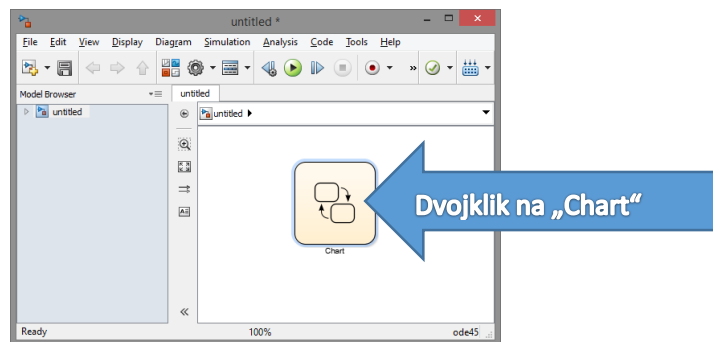 untitled *
File Edit View Display Diagram Simulation Analysis Code Tools Help
Model Browser
untitled
untitled
untitled
Chart
Dvojklik na „Chart“
Ready 100% ode45